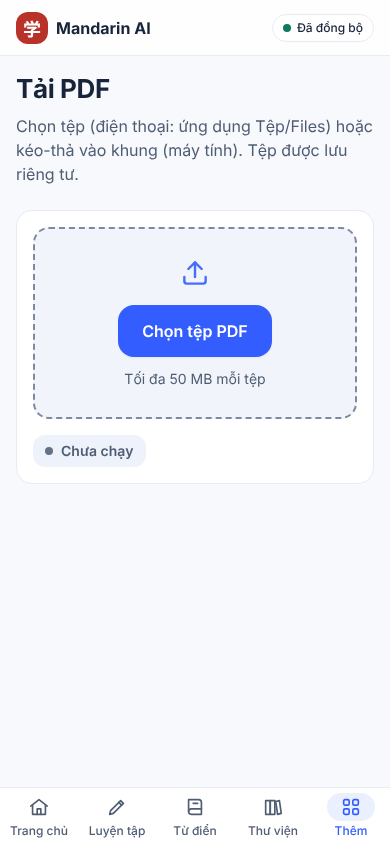 学 Mandarin AI
Đã đồng bộ
Tải PDF
Chọn tệp (điện thoại: ứng dụng Tệp/Files) hoặc
kéo-thả vào khung (máy tính). Tệp được lưu
riêng tư.
Chọn tệp PDF
Tối đa 50 MB mỗi tệp
Chưa chạy
Trang chủ
Luyện tập
Từ điển
Thư viện
Thêm